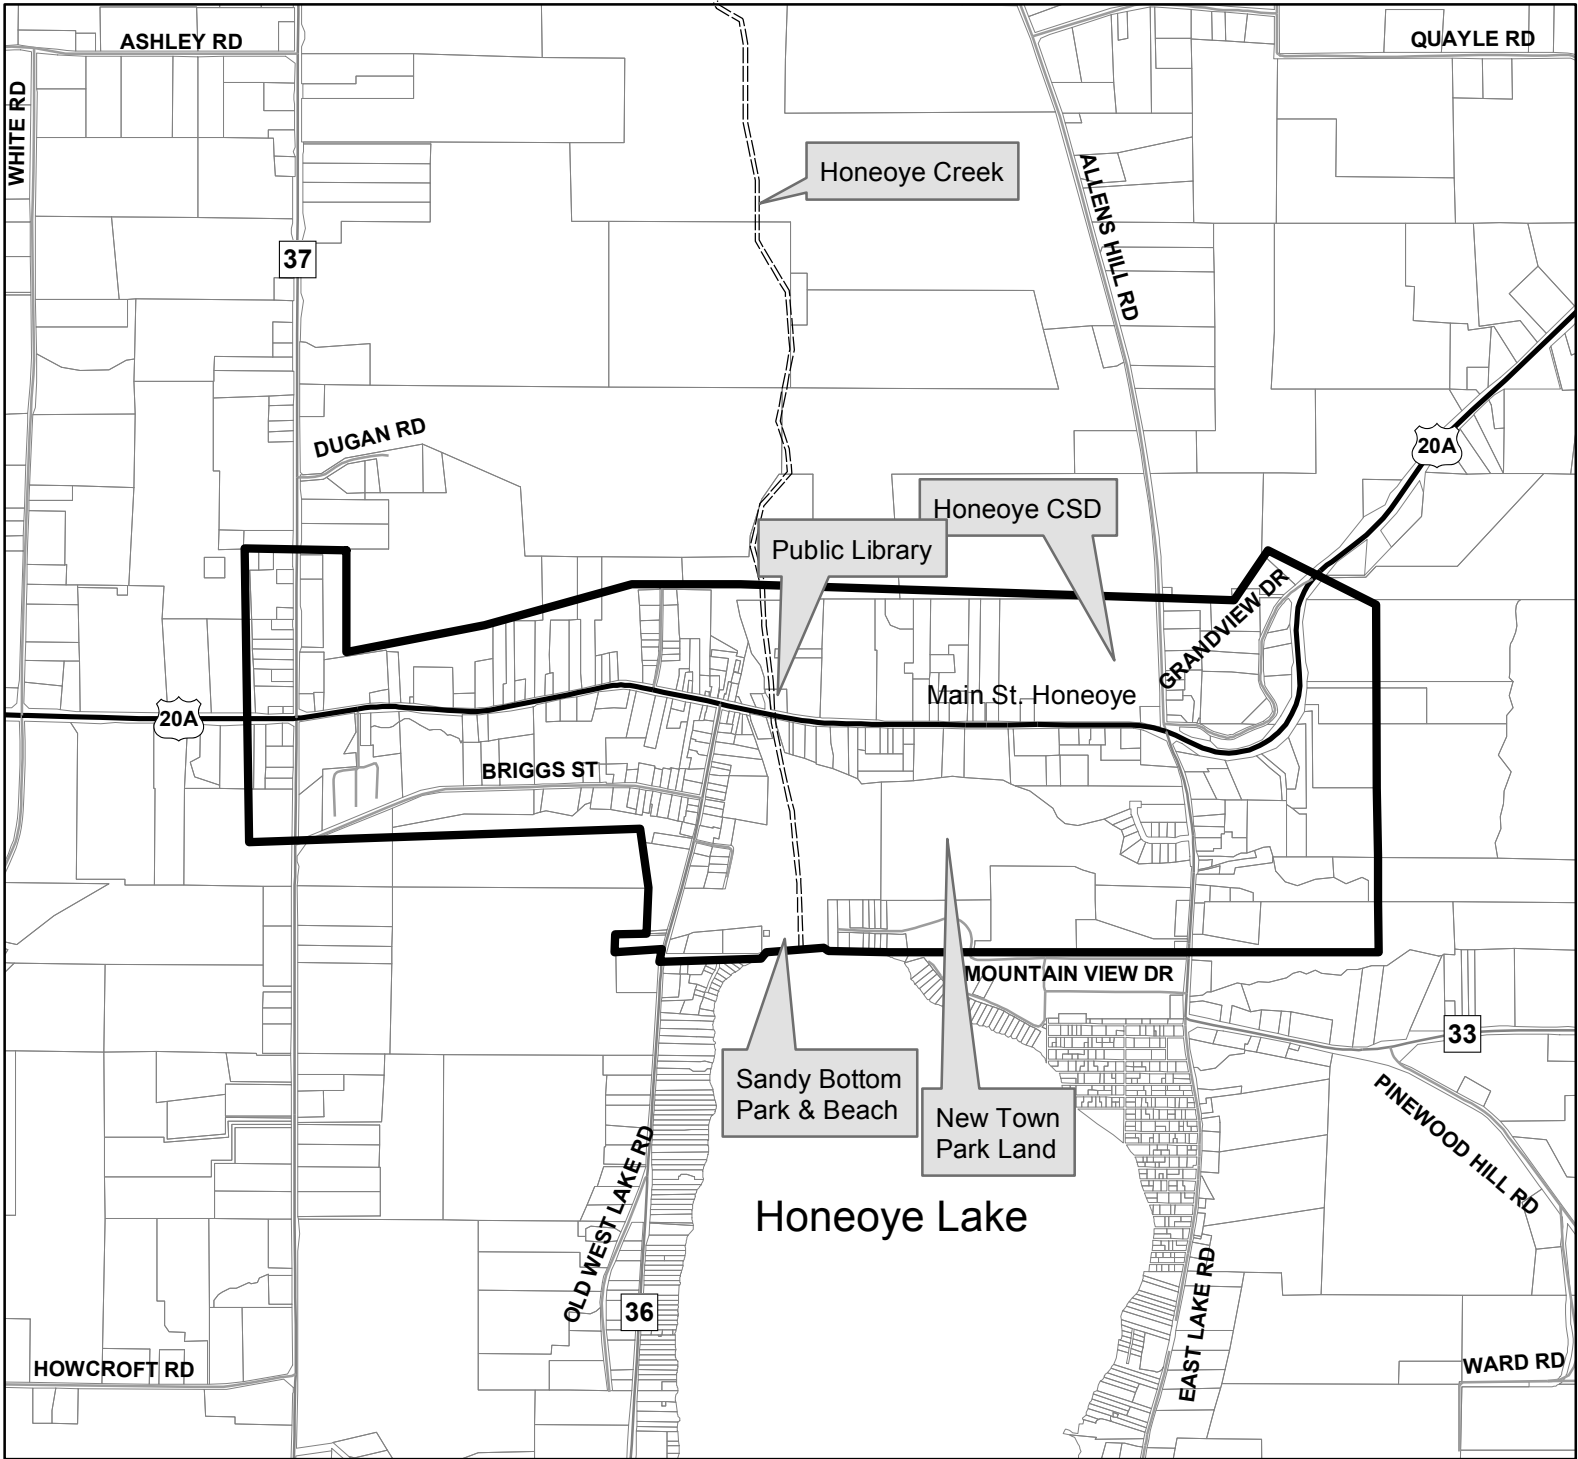 ASHLEY RD
QUAYLE RD
WHITE RD
Honeoye Creek
ALLENS HILL RD
37
DUGAN RD
20A
Honeoye CSD
Public Library
GRANDVIEW DR
Main St. Honeoye
20A
BRIGGS ST
MOUNTAIN VIEW DR
33
Sandy Bottom
Park & Beach
New Town
Park Land
PINEWOOD HILL RD
OLD WEST LAKE RD
Honeoye Lake
36
EAST LAKE RD
HOWCROFT RD
WARD RD